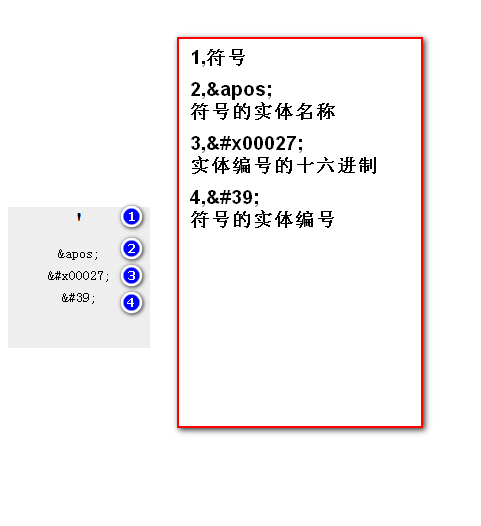 '
&apos;
&#x00027;
&#39;
1
2
3
4
1,符号
2,&apos;
符号的实体名称
3,&#x00027;
实体编号的十六进制
4,&#39;
符号的实体编号